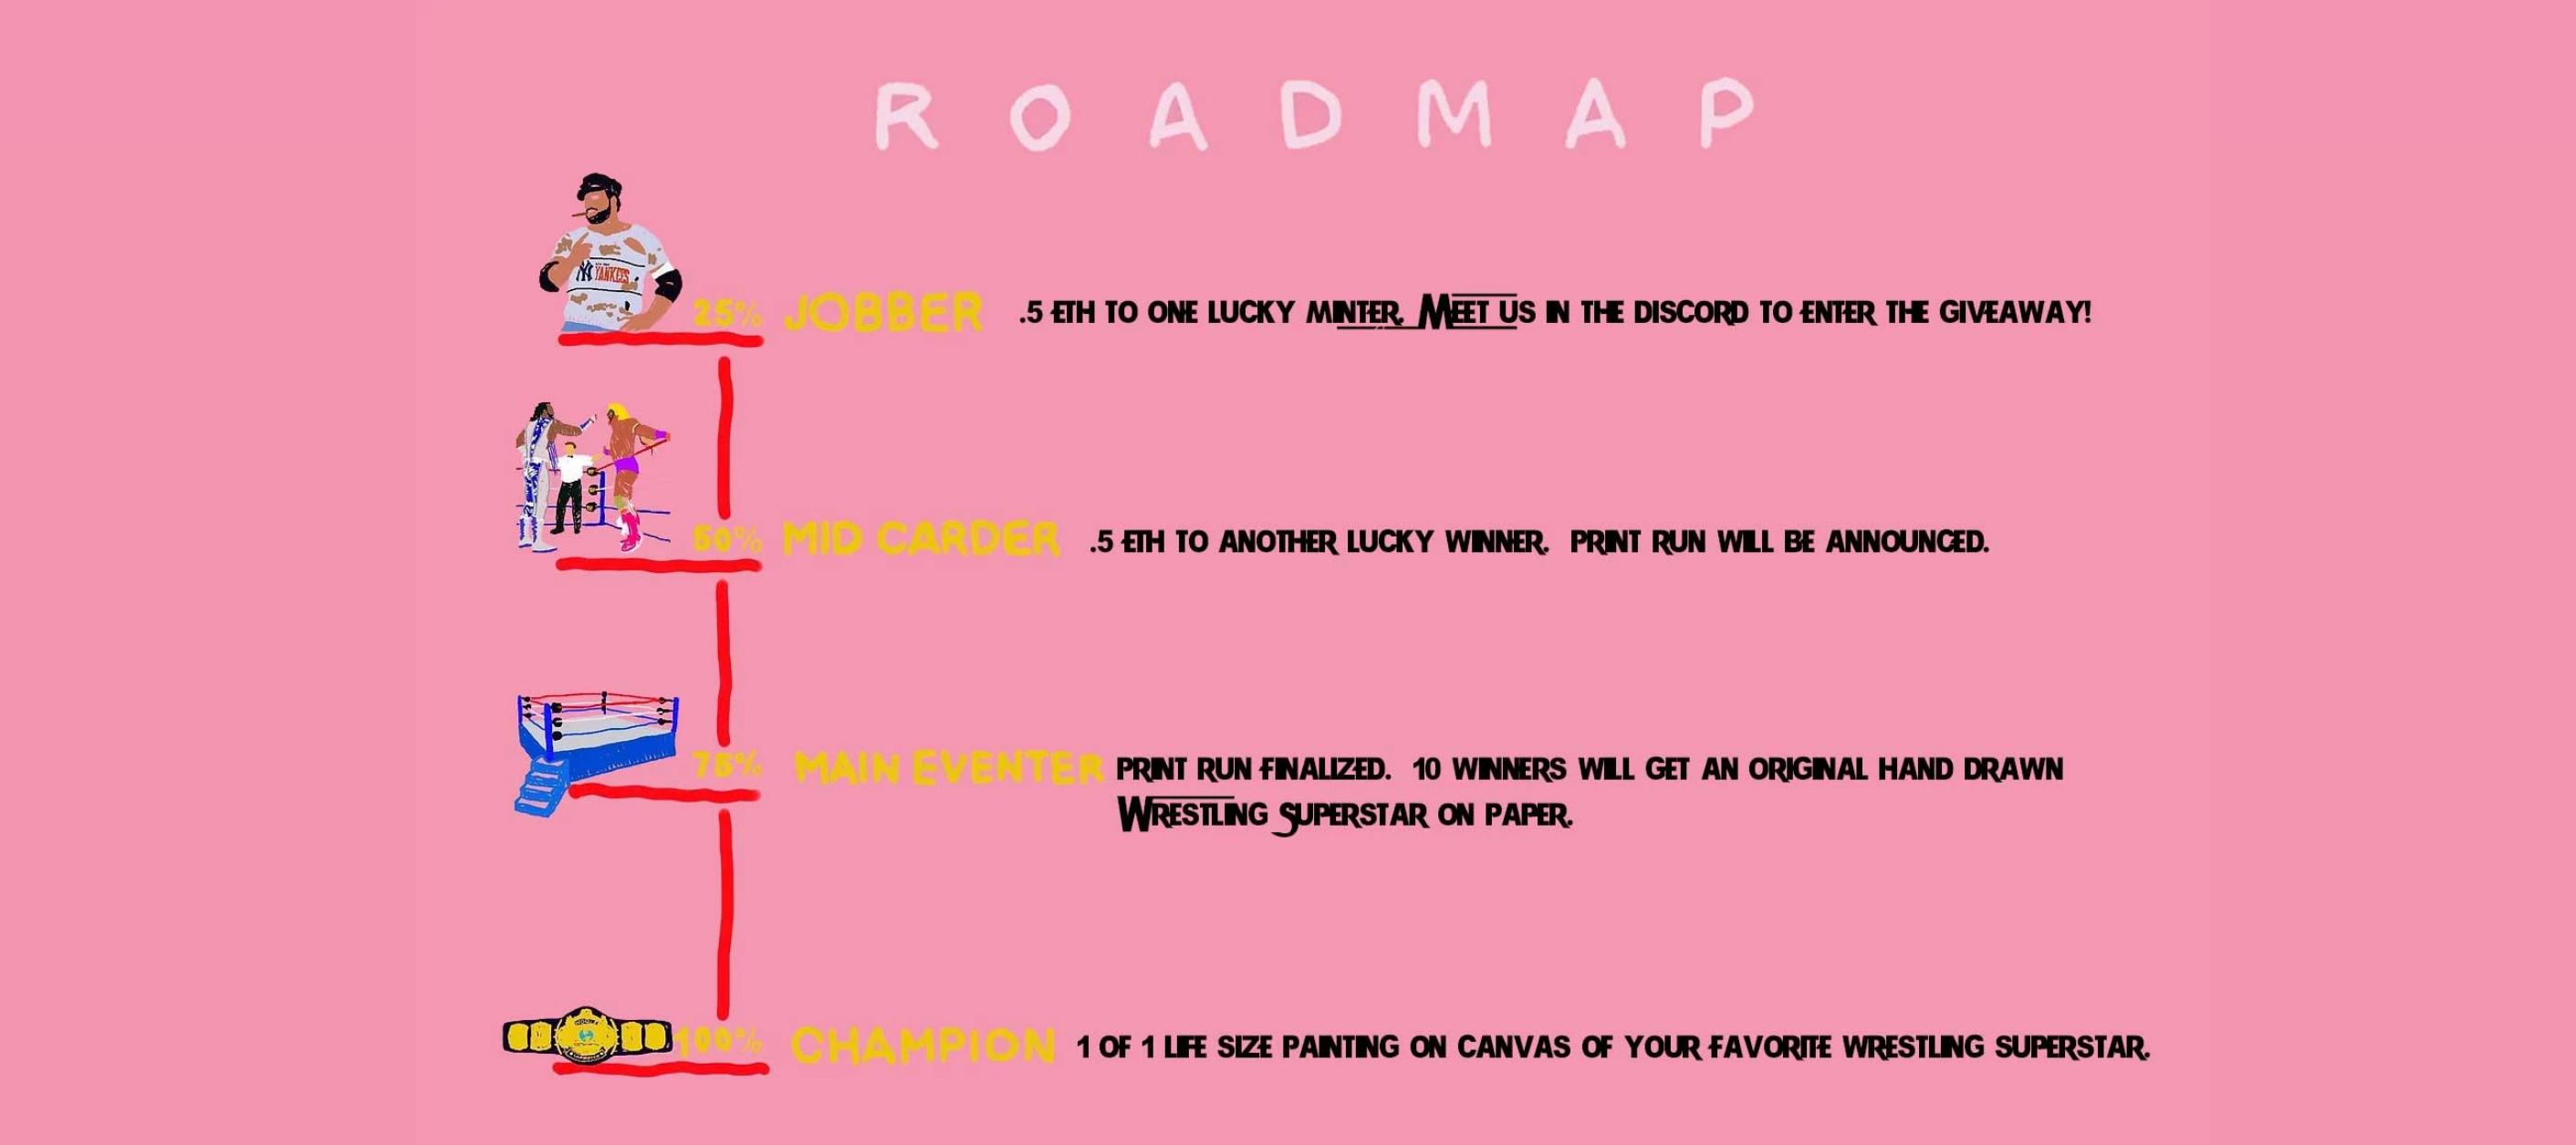 ROADMAP
YANKEES
25% JOBBER .5 ETH TO ONE LUCKY MINTER. MEET US IN THE DISCORD TO ENTER THE GIVEAWAY!
50% MID CARDER .5 ETH TO ANOTHER LUCKY WINNER. PRINT RUN WILL BE ANNOUNCED.
75% MAIN EVENTER PRINT RUN FINALIZED. 10 WINNERS WILL GET AN ORIGINAL HAND DRAWN
WRESTLING SUPERSTAR ON PAPER.
100% CHAMPION 1 OF 1 LIFE SIZE PAINTING ON CANVAS OF YOUR FAVORITE WRESTLING SUPERSTAR.